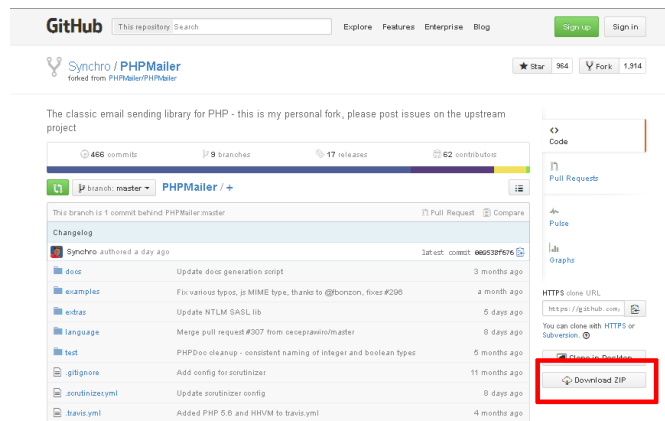 GitHub This repository Search Explore Features Enterprise Blog Sign up Sign in
Synchro / PHPMailer
forked from PHPMailer/PHPMailer
Star 964 Fork 1,914
The classic email sending library for PHP - this is my personal fork, please post issues on the upstream
project
466 commits 9 branches 17 releases 62 contributors
branch: master PHPMailer / +
This branch is 1 commit behind PHPMailer:master Pull Request Compare
Changelog
Synchro authored a day ago latest commit
docs Update docs generation script 3 months ago
examples Fix various typos, js MIME type, thanks to @fbonzon, fixes #296 a month ago
extras Update NTLM SASL lib 5 days ago
language Merge pull request #307 from ceceprawiro/master 8 days ago
test PHPDoc cleanup - consistent naming of integer and boolean types 5 months ago
.gitignore Add config for scrutinizer 11 months ago
.scrutinizer.yml Update scrutinizer config 8 days ago
.travis.yml Added PHP 5.6 and HHVM to travis.yml 4 months ago
Code
Pull Requests
Pulse
Graphs
HTTPS clone URL
https://github.com/
You can clone with HTTPS or
Subversion.
Clone in Desktop
Download ZIP